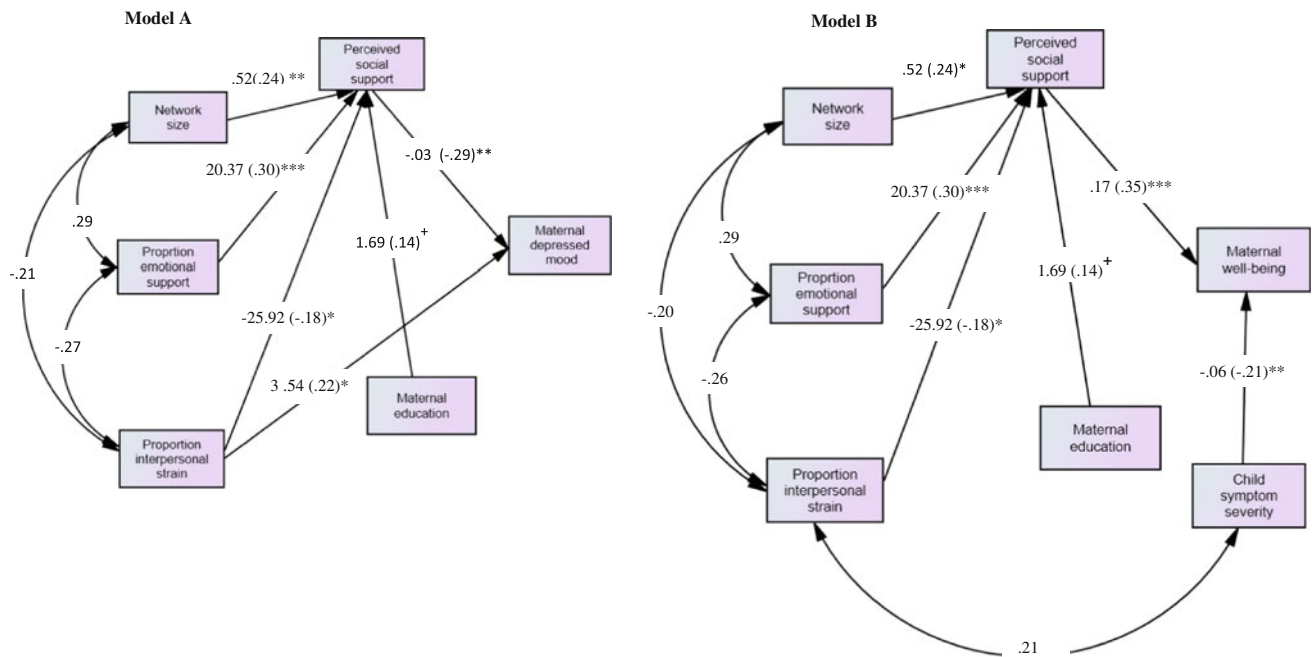 Model A
Perceived
social
support
.52(.24) **
Network
size
-.03 (-.29)**
20.37 (.30)***
.29
1.69 (.14)+
Maternal
depressed
mood
Proprtion
emotional
support
-.21
-25.92 (-.18)*
-.27
3 .54 (.22)*
Maternal
education
Proportion
interpersonal
strain
Model B
Perceived
social
support
.52 (.24)*
Network
size
20.37 (.30)***
.17 (.35)***
.29
Maternal
well-being
1.69 (.14)+
Proprtion
emotional
support
-.20
-25.92 (-.18)*
-.26
-.06 (-.21)**
Maternal
education
Proportion
interpersonal
strain
Child
symptom
severity
.21